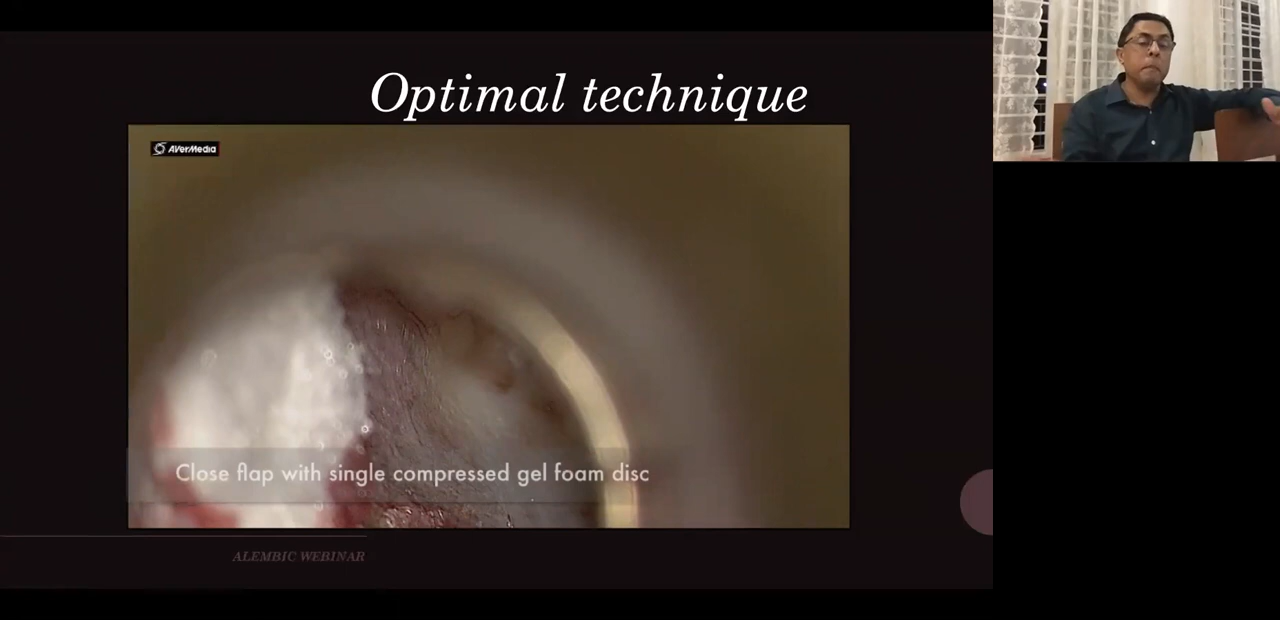 Optimal technique
AVerMedia
Close flap with single compressed gel foam disc
ALEMBIC WEBINAR